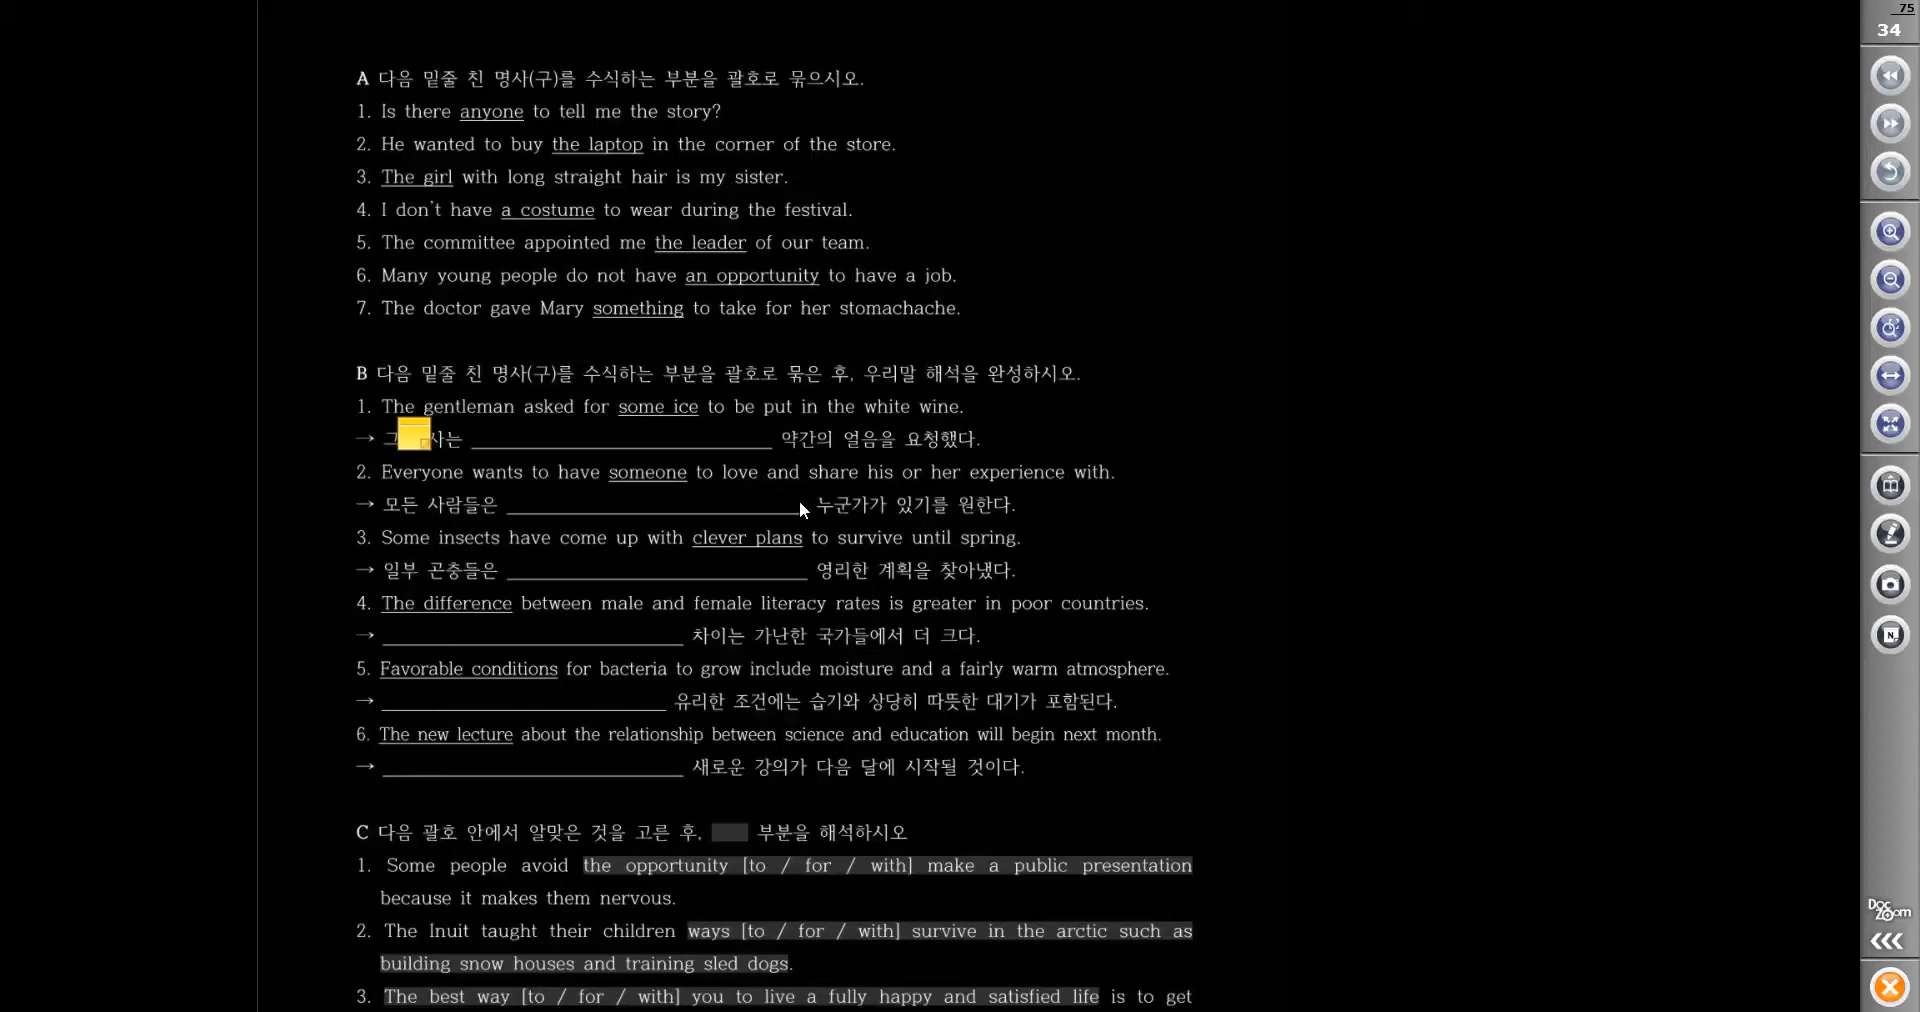 75
34
A 다음 밑줄 친 명사(구)를 수식하는 부분을 괄호로 묶으시오.
1. Is there anyone to tell me the story?
2. He wanted to buy the laptop in the corner of the store.
3. The girl with long straight hair is my sister.
4. I don't have a costume to wear during the festival.
5. The committee appointed me the leader of our team.
6. Many young people do not have an opportunity to have a job.
7. The doctor gave Mary something to take for her stomachache.
B 다음 밑줄 친 명사(구)를 수식하는 부분을 괄호로 묶은 후, 우리말 해석을 완성하시오.
1. The gentleman asked for some ice to be put in the white wine.
→ 그 사는 ______________________________ 약간의 얼음을 요청했다.
2. Everyone wants to have someone to love and share his or her experience with.
→ 모든 사람들은 ______________________________ 누군가가 있기를 원한다.
3. Some insects have come up with clever plans to survive until spring.
→ 일부 곤충들은 ______________________________ 영리한 계획을 찾아냈다.
4. The difference between male and female literacy rates is greater in poor countries.
→ ______________________________ 차이는 가난한 국가들에서 더 크다.
5. Favorable conditions for bacteria to grow include moisture and a fairly warm atmosphere.
→ ______________________________ 유리한 조건에는 습기와 상당히 따뜻한 대기가 포함된다.
6. The new lecture about the relationship between science and education will begin next month.
→ ______________________________ 새로운 강의가 다음 달에 시작될 것이다.
C 다음 괄호 안에서 알맞은 것을 고른 후, 부분을 해석하시오
1. Some people avoid the opportunity [to / for / with] make a public presentation
because it makes them nervous.
2. The Inuit taught their children ways [to / for / with] survive in the arctic such as
building snow houses and training sled dogs.
3. The best way [to / for / with] you to live a fully happy and satisfied life is to get
N
Doc
Zoom